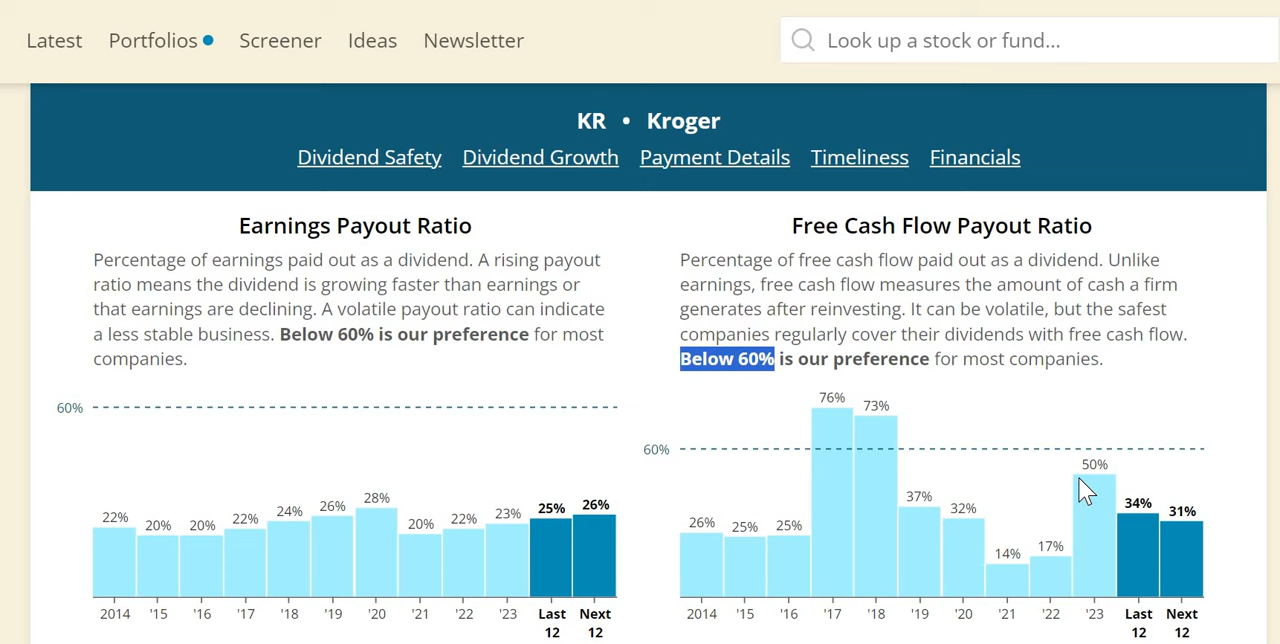 Latest Portfolios Screener Ideas Newsletter Look up a stock or fund...
KR • Kroger
Dividend Safety Dividend Growth Payment Details Timeliness Financials
Earnings Payout Ratio
Percentage of earnings paid out as a dividend. A rising payout
ratio means the dividend is growing faster than earnings or
that earnings are declining. A volatile payout ratio can indicate
a less stable business. Below 60% is our preference for most
companies.
60%
22% 20% 20% 22% 24% 26% 28% 20% 22% 23% 25% 26%
2014 '15 '16 '17 '18 '19 '20 '21 '22 '23 Last Next
12 12
Free Cash Flow Payout Ratio
Percentage of free cash flow paid out as a dividend. Unlike
earnings, free cash flow measures the amount of cash a firm
generates after reinvesting. It can be volatile, but the safest
companies regularly cover their dividends with free cash flow.
Below 60% is our preference for most companies.
60%
26% 25% 25% 76% 73% 37% 32% 14% 17% 50% 34% 31%
2014 '15 '16 '17 '18 '19 '20 '21 '22 '23 Last Next
12 12